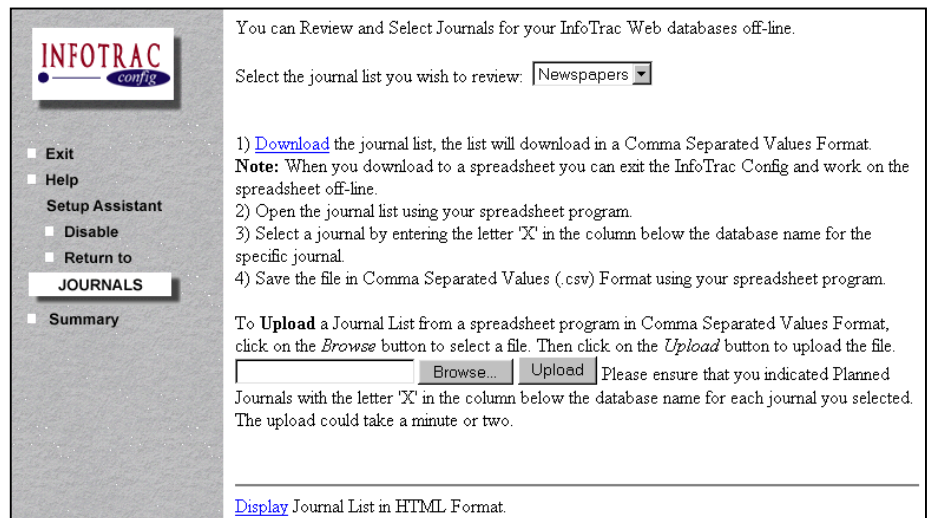 INFOTRAC
config
Exit
Help
Setup Assistant
Disable
Return to
JOURNALS
Summary
You can Review and Select Journals for your InfoTrac Web databases off-line.
Select the journal list you wish to review: Newspapers
1) Download the journal list, the list will download in a Comma Separated Values Format.
Note: When you download to a spreadsheet you can exit the InfoTrac Config and work on the
spreadsheet off-line.
2) Open the journal list using your spreadsheet program.
3) Select a journal by entering the letter 'X' in the column below the database name for the
specific journal.
4) Save the file in Comma Separated Values (.csv) Format using your spreadsheet program.
To Upload a Journal List from a spreadsheet program in Comma Separated Values Format,
click on the Browse button to select a file. Then click on the Upload button to upload the file.
Browse... Upload Please ensure that you indicated Planned
Journals with the letter 'X' in the column below the database name for each journal you selected.
The upload could take a minute or two.
Display Journal List in HTML Format.